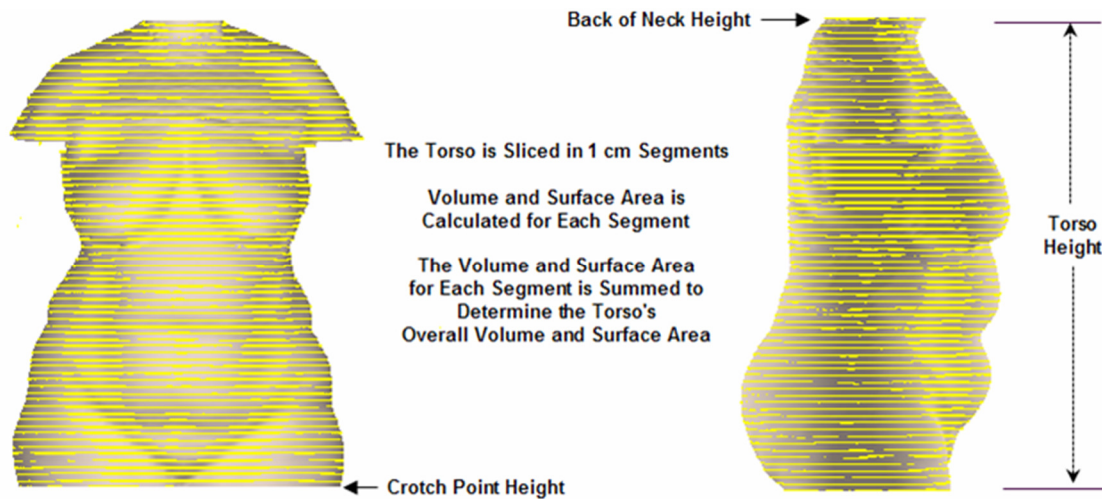 Back of Neck Height
The Torso is Sliced in 1 cm Segments
Volume and Surface Area is
Calculated for Each Segment
The Volume and Surface Area
for Each Segment is Summed to
Determine the Torso's
Overall Volume and Surface Area
Torso
Height
Crotch Point Height